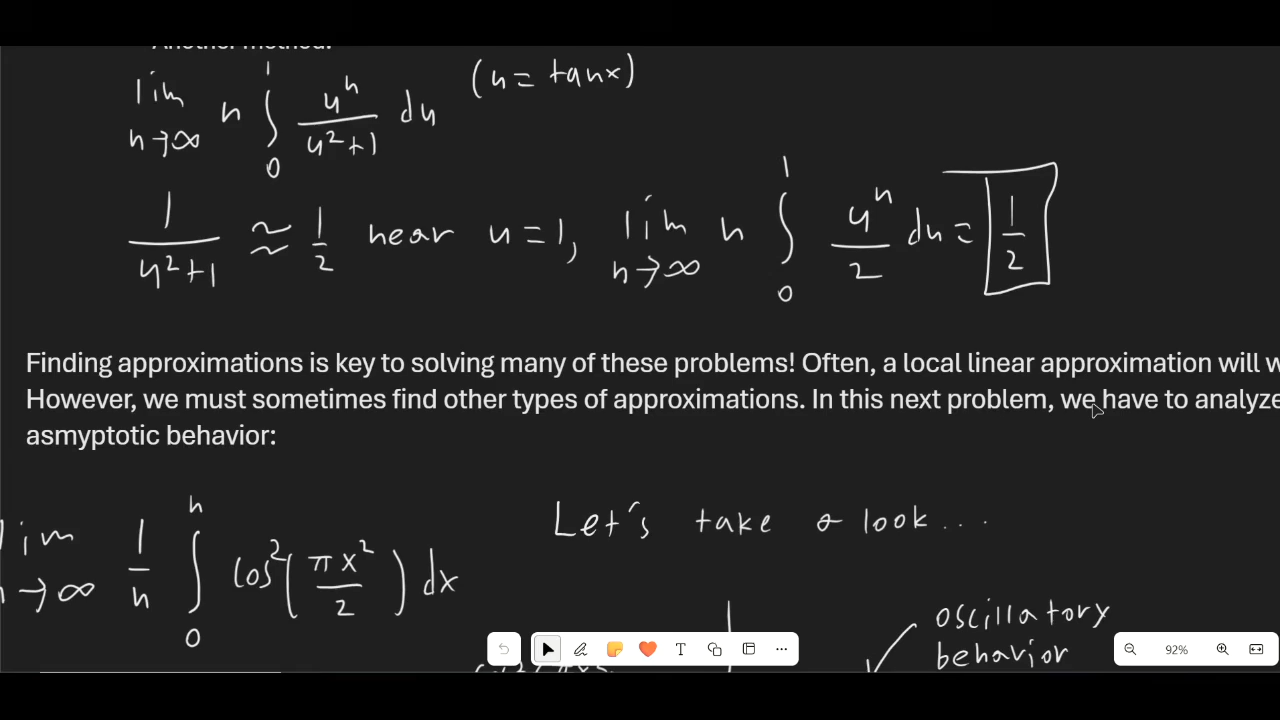 Another method:
lim n→∞ n ∫₀¹ uⁿ/(u²+1) du (u = tanx)
1/(u²+1) ≈ 1/2 near u=1, lim n→∞ n ∫₀¹ uⁿ/2 du = 1/2
Finding approximations is key to solving many of these problems! Often, a local linear approximation will w
However, we must sometimes find other types of approximations. In this next problem, we have to analyze
asmyptotic behavior:
Let's take a look...
lim n→∞ 1/n ∫₀ⁿ cos²(πx²/2) dx
oscillatory
behavior
T
92%